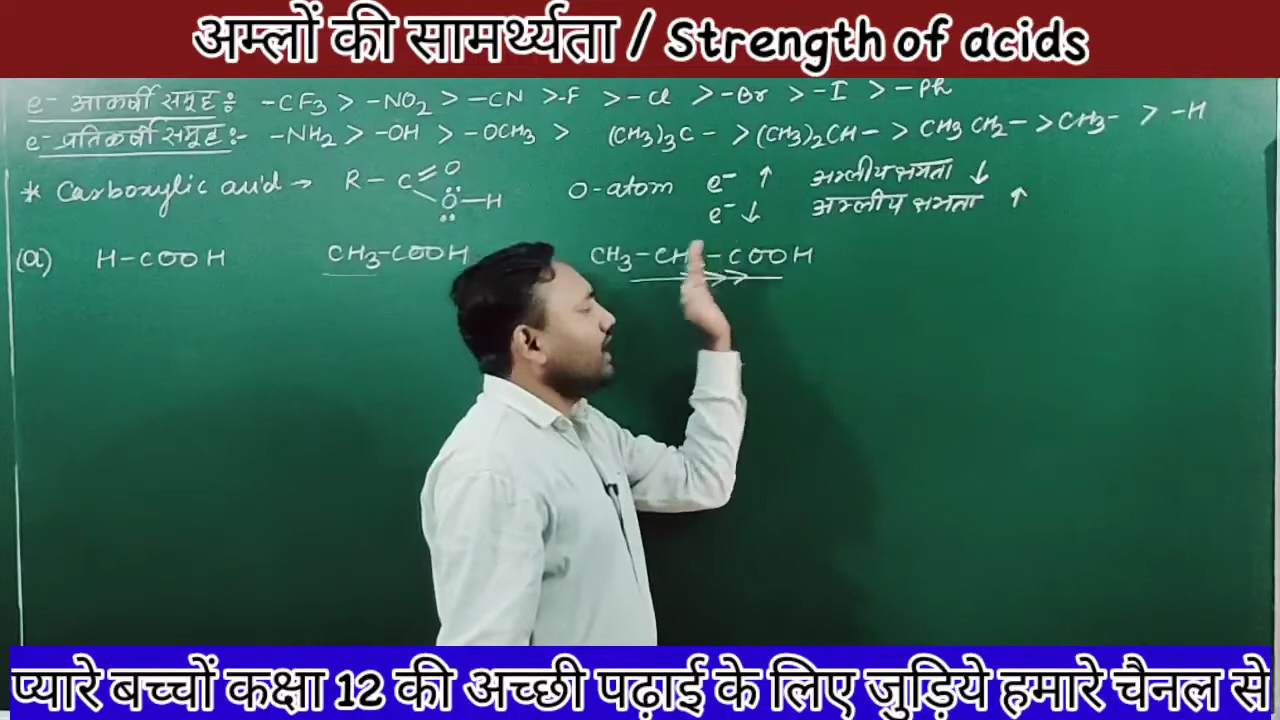 अम्लों की सामर्थ्यता / Strength of acids
e⁻ आकर्षी समूह :- -CF₃ > -NO₂ > -CN > -F > -Cl > -Br > -I > -Ph
e⁻ प्रतिकर्षी समूह :- -NH₂ > -OH > -OCH₃ > (CH₃)₃C- > (CH₃)₂CH- > CH₃CH₂- > CH₃- > -H
* Carboxylic acid → R-C=O O-H O-atom e⁻ ↑ अम्लीय क्षमता ↓
e⁻ ↓ अम्लीय क्षमता ↑
(a) H-COOH CH₃-COOH CH₃-CH -COOH
प्यारे बच्चों कक्षा 12 की अच्छी पढ़ाई के लिए जुड़िये हमारे चैनल से